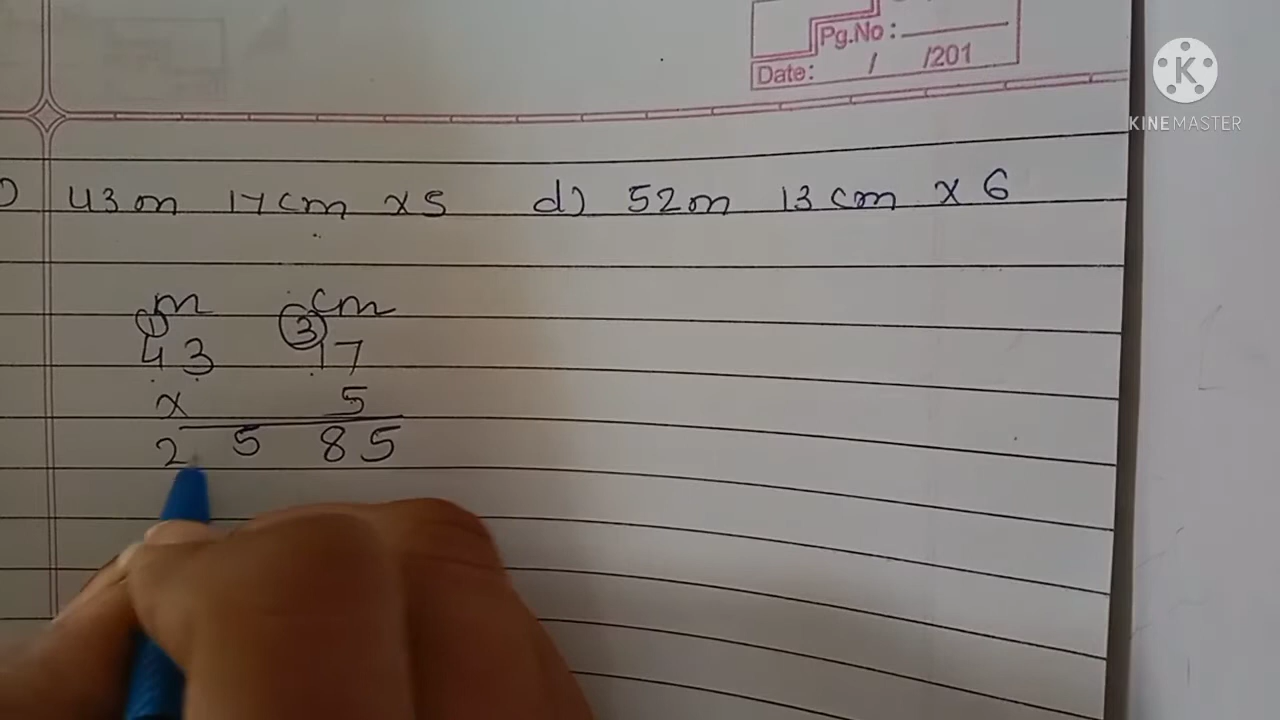 Pg.No :
Date: / /201
KINEMASTER
43m 17cm x5 d) 52m 13cm x 6
m cm
1 3
43 17
x 5
2 5 85